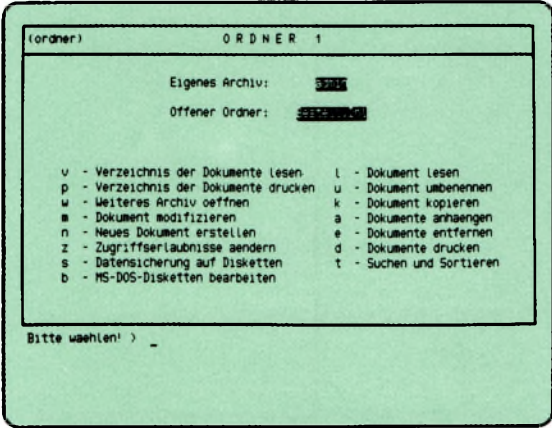 (ordner) ORDNER 1
Eigenes Archiv:
Offener Ordner:
v - Verzeichnis der Dokumente lesen l - Dokument lesen
p - Verzeichnis der Dokumente drucken u - Dokument umbenennen
w - Weiteres Archiv oeffnen k - Dokument kopieren
m - Dokument modifizieren a - Dokumente anhaengen
n - Neues Dokument erstellen e - Dokumente entfernen
z - Zugriffserlaubnisse aendern d - Dokumente drucken
s - Datensicherung auf Disketten t - Suchen und Sortieren
b - MS-DOS-Disketten bearbeiten
Bitte waehlen! > _